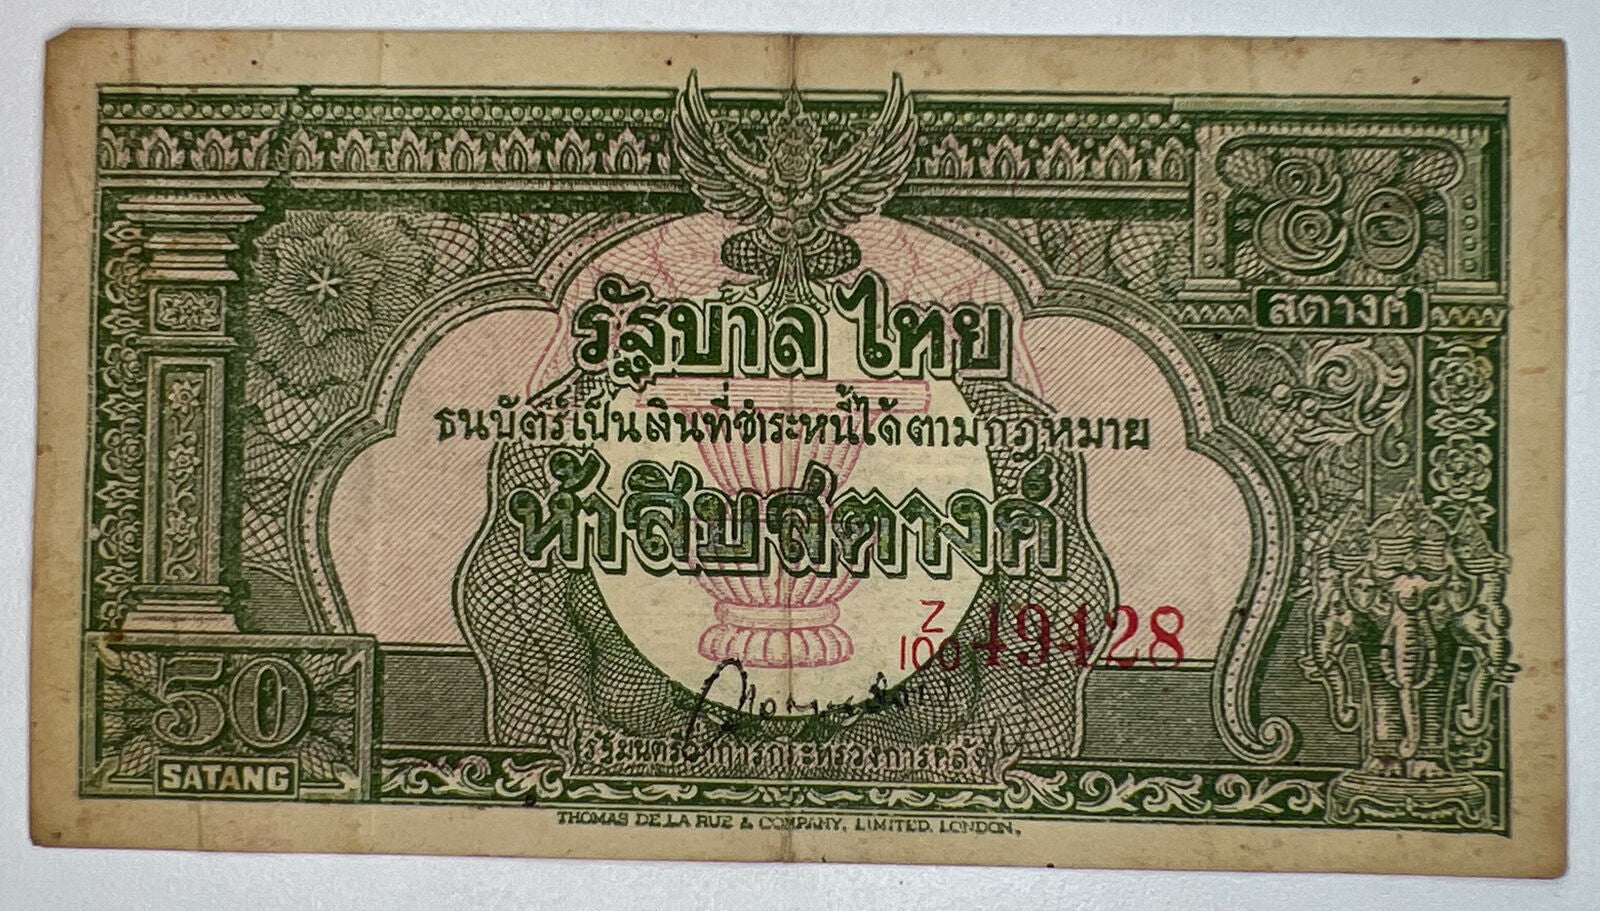 ๕๐
สตางค์
รัฐบาลไทย
ธนบัตร์เป็นเงินที่ชำระหนี้ได้ตามกฎหมาย
ห้าสิบสตางค์
Z
100 49428
50
SATANG
รัฐมนตรีว่าการกระทรวงการคลัง
THOMAS DE LA RUE & COMPANY, LIMITED, LONDON.